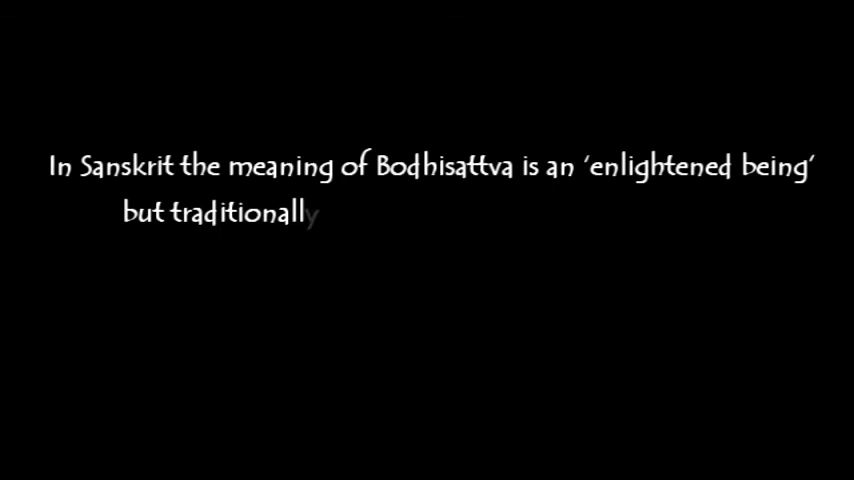 In Sanskrit the meaning of Bodhisattva is an ‘enlightened being’
but traditionally